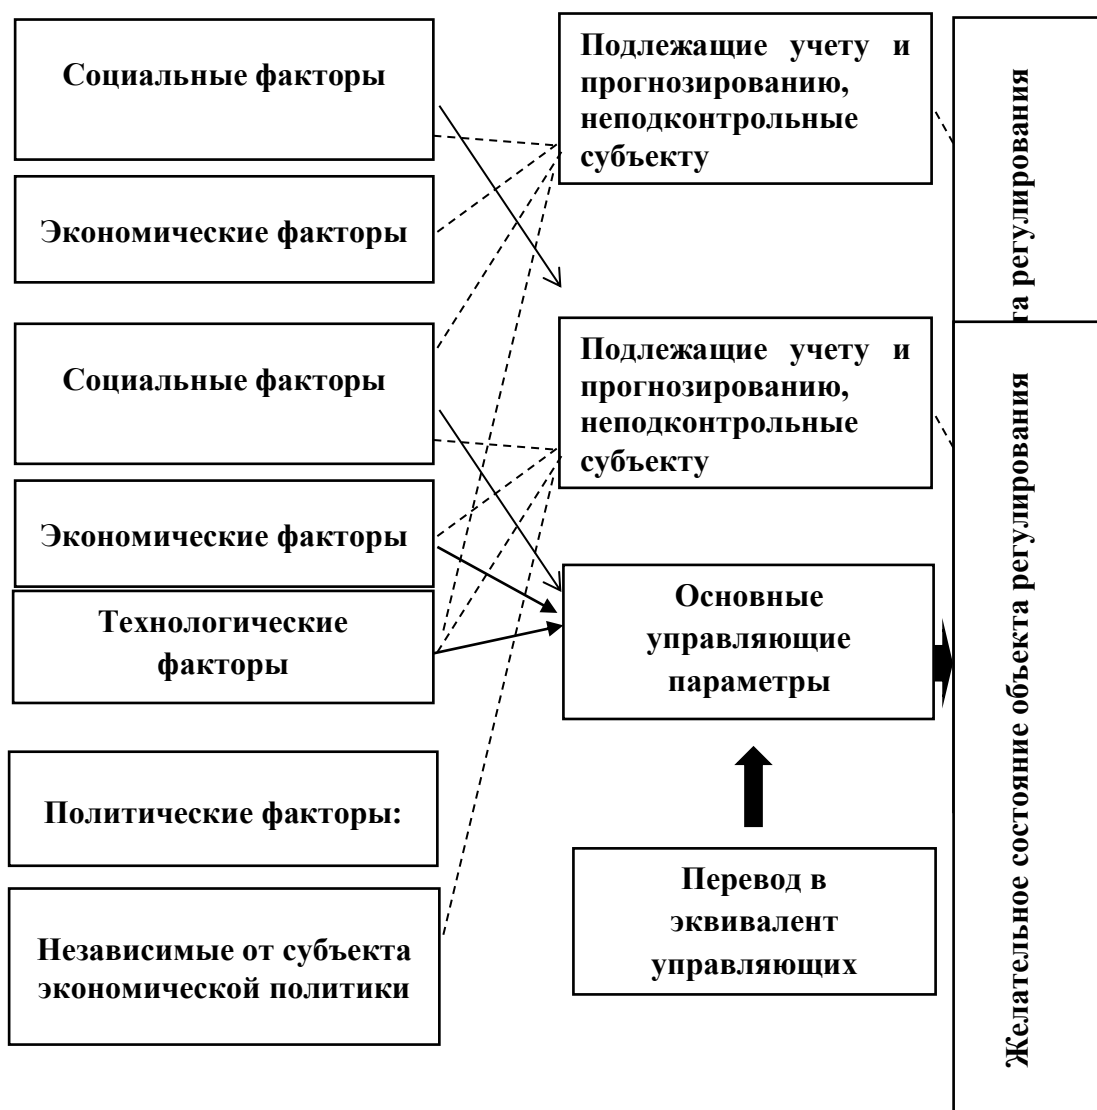 Социальные факторы
Экономические факторы
Социальные факторы
Экономические факторы
Технологические
факторы
Политические факторы:
Независимые от субъекта
экономической политики
Подлежащие учету и
прогнозированию,
неподконтрольные
субъекту
Подлежащие учету и
прогнозированию,
неподконтрольные
субъекту
Основные
управляющие
параметры
Перевод в
эквивалент
управляющих
регулирования
Желательное состояние объекта регулирования